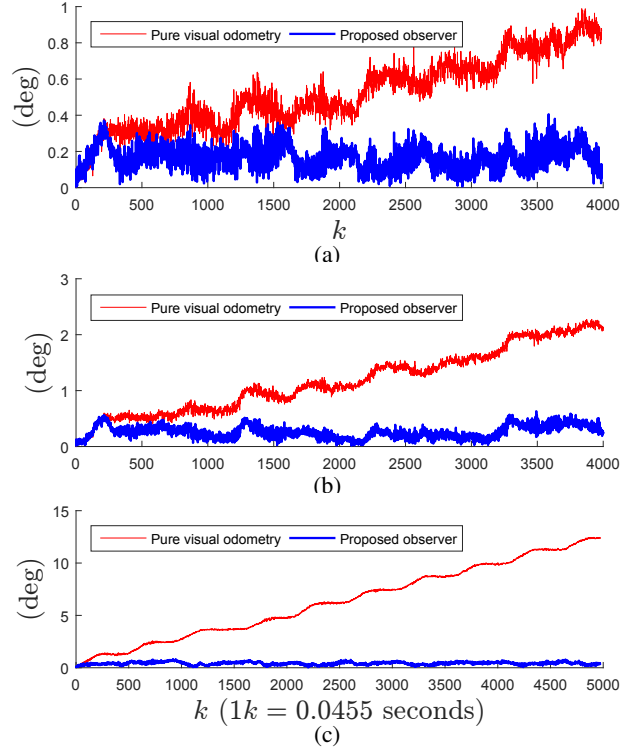 1
0.8
0.6
0.4
0.2
0
(deg)
Pure visual odometry Proposed observer
0 500 1000 1500 2000 2500 3000 3500 4000
k
(a)
3
2
1
0
(deg)
Pure visual odometry Proposed observer
0 500 1000 1500 2000 2500 3000 3500 4000
(b)
15
10
5
0
(deg)
Pure visual odometry Proposed observer
0 500 1000 1500 2000 2500 3000 3500 4000 4500 5000
k (1k = 0.0455 seconds)
(c)